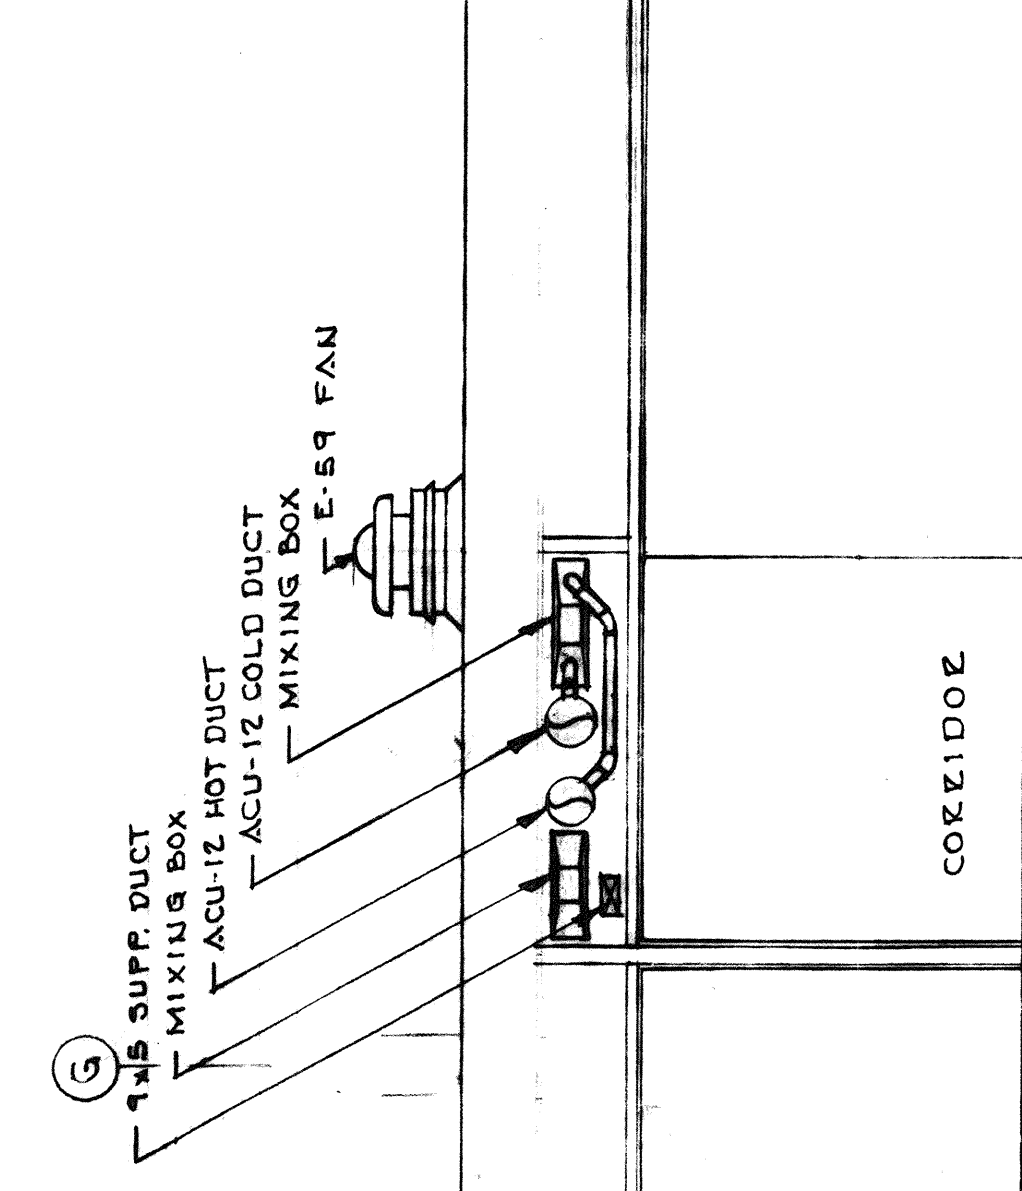 G
9x5 SUPP. DUCT
MIXING BOX
ACU-12 HOT DUCT
ACU-12 COLD DUCT
MIXING BOX
E-59 FAN
CORRIDOR